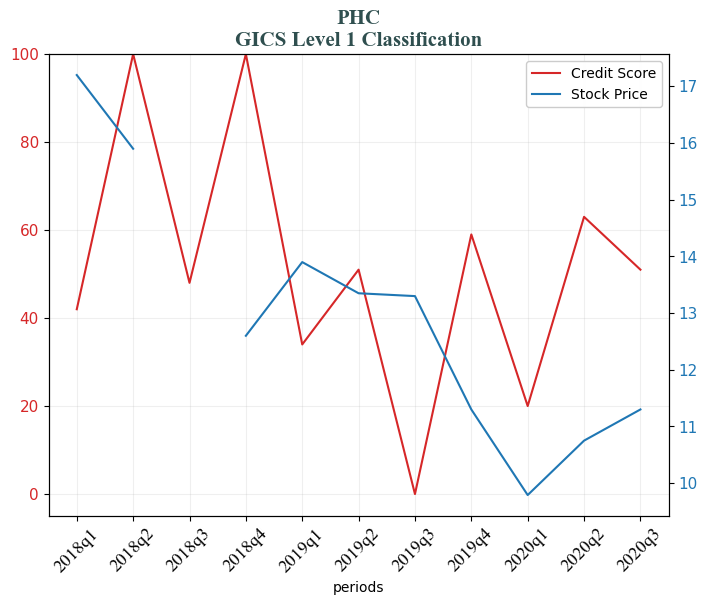 PHC
GICS Level 1 Classification
Credit Score
Stock Price
100
80
60
40
20
0
17
16
15
14
13
12
11
10
2018q1
2018q2
2018q3
2018q4
2019q1
2019q2
2019q3
2019q4
2020q1
2020q2
2020q3
periods